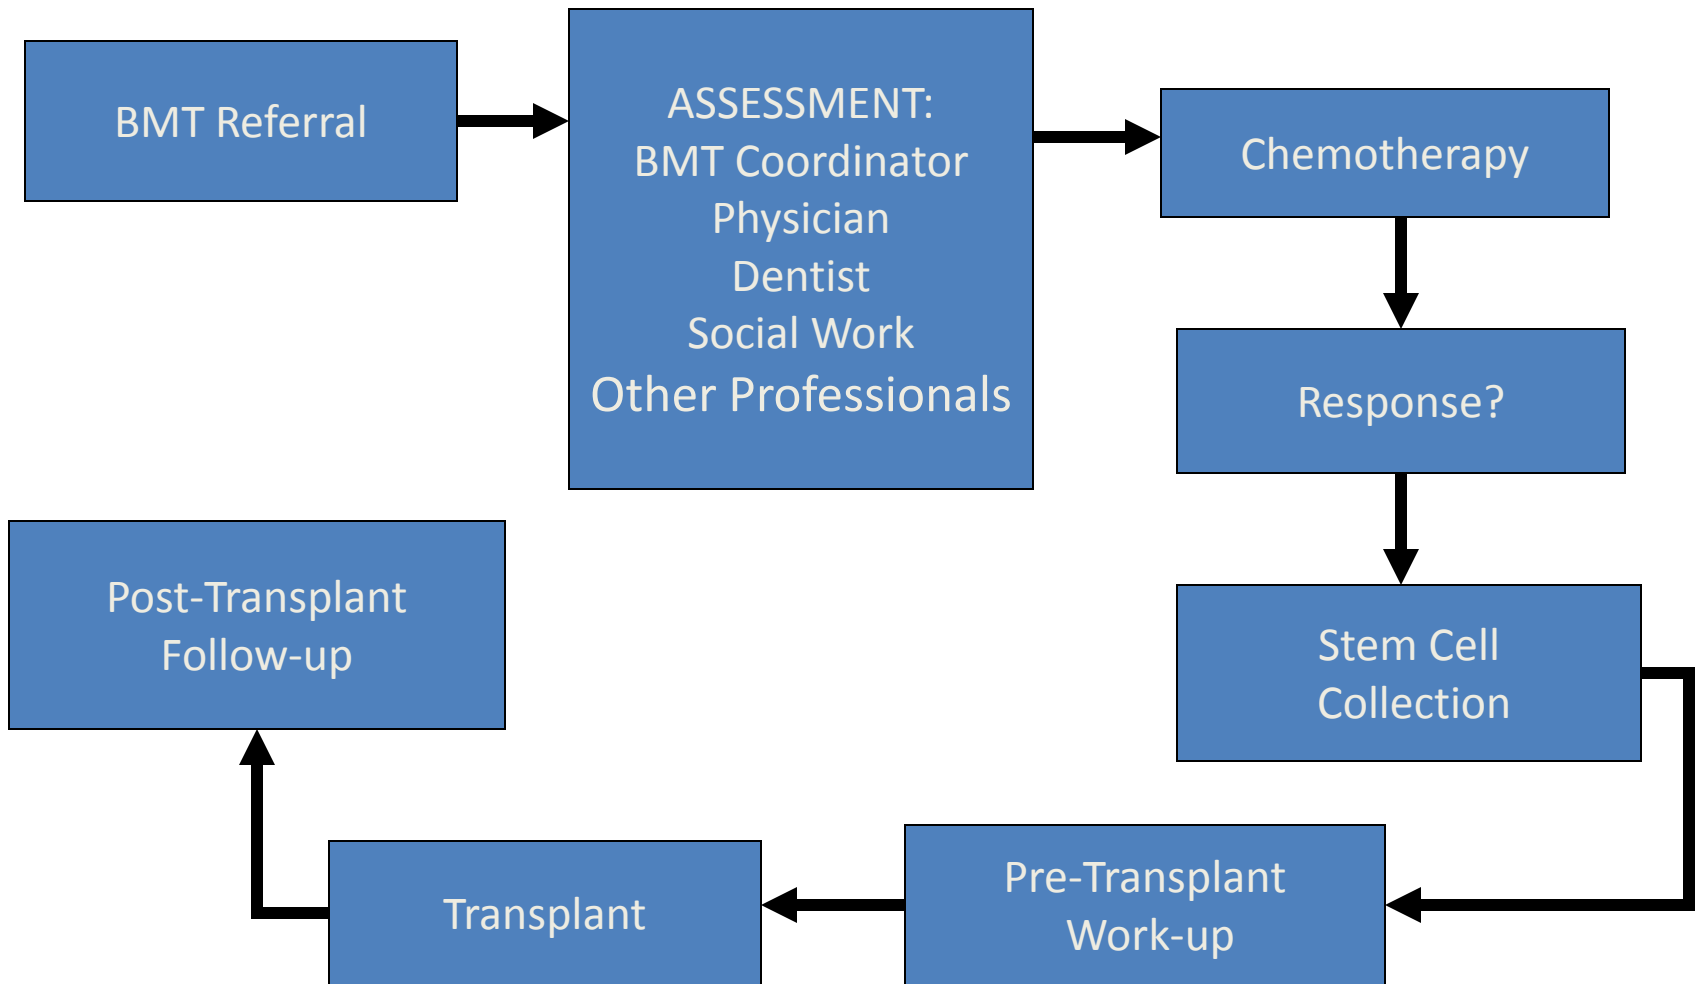 BMT Referral
ASSESSMENT:
BMT Coordinator
Physician
Dentist
Social Work
Other Professionals
Chemotherapy
Response?
Stem Cell
Collection
Pre-Transplant
Work-up
Transplant
Post-Transplant
Follow-up